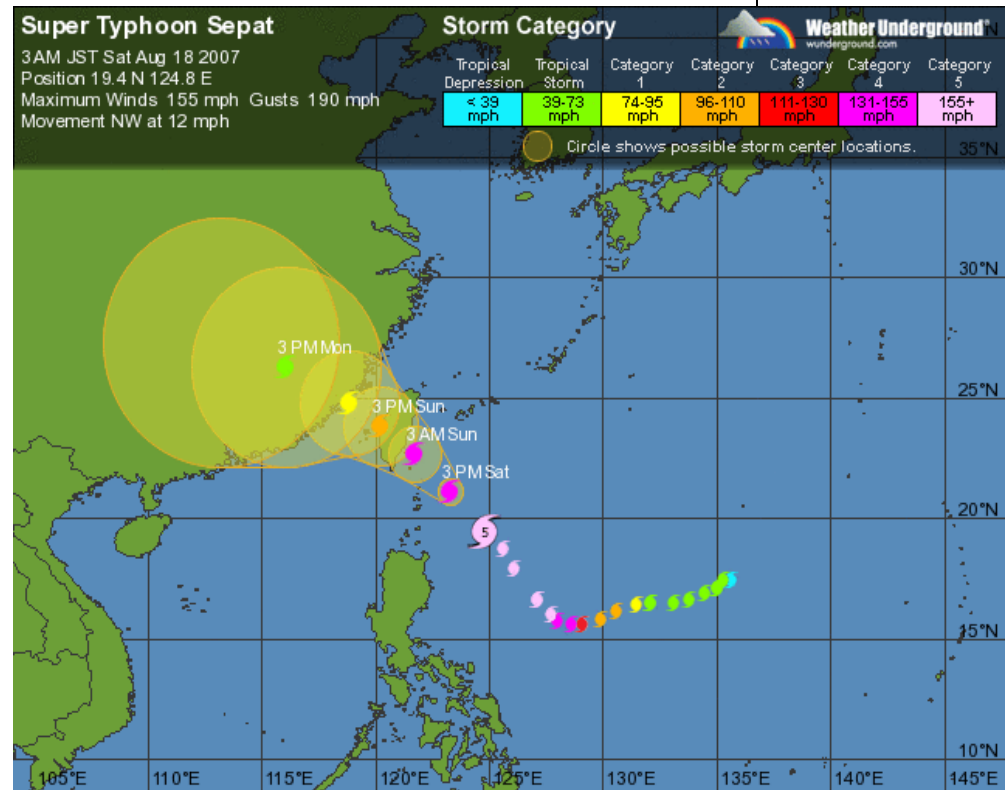 Super Typhoon Sepat
3AM JST Sat Aug 18 2007
Position 19.4 N 124.8 E
Maximum Winds 155 mph Gusts 190 mph
Movement NW at 12 mph
Storm Category
Weather Underground®
wunderground.com
Tropical Depression
Tropical Storm
Category 1
Category 2
Category 3
Category 4
Category 5
< 39 mph
39-73 mph
74-95 mph
96-110 mph
111-130 mph
131-155 mph
155+ mph
Circle shows possible storm center locations.
35°N
30°N
3 PM Mon
25°N
3 PM Sun
3 AM Sun
3 PM Sat
20°N
5
15°N
10°N
105°E 110°E 115°E 120°E 125°E 130°E 135°E 140°E 145°E